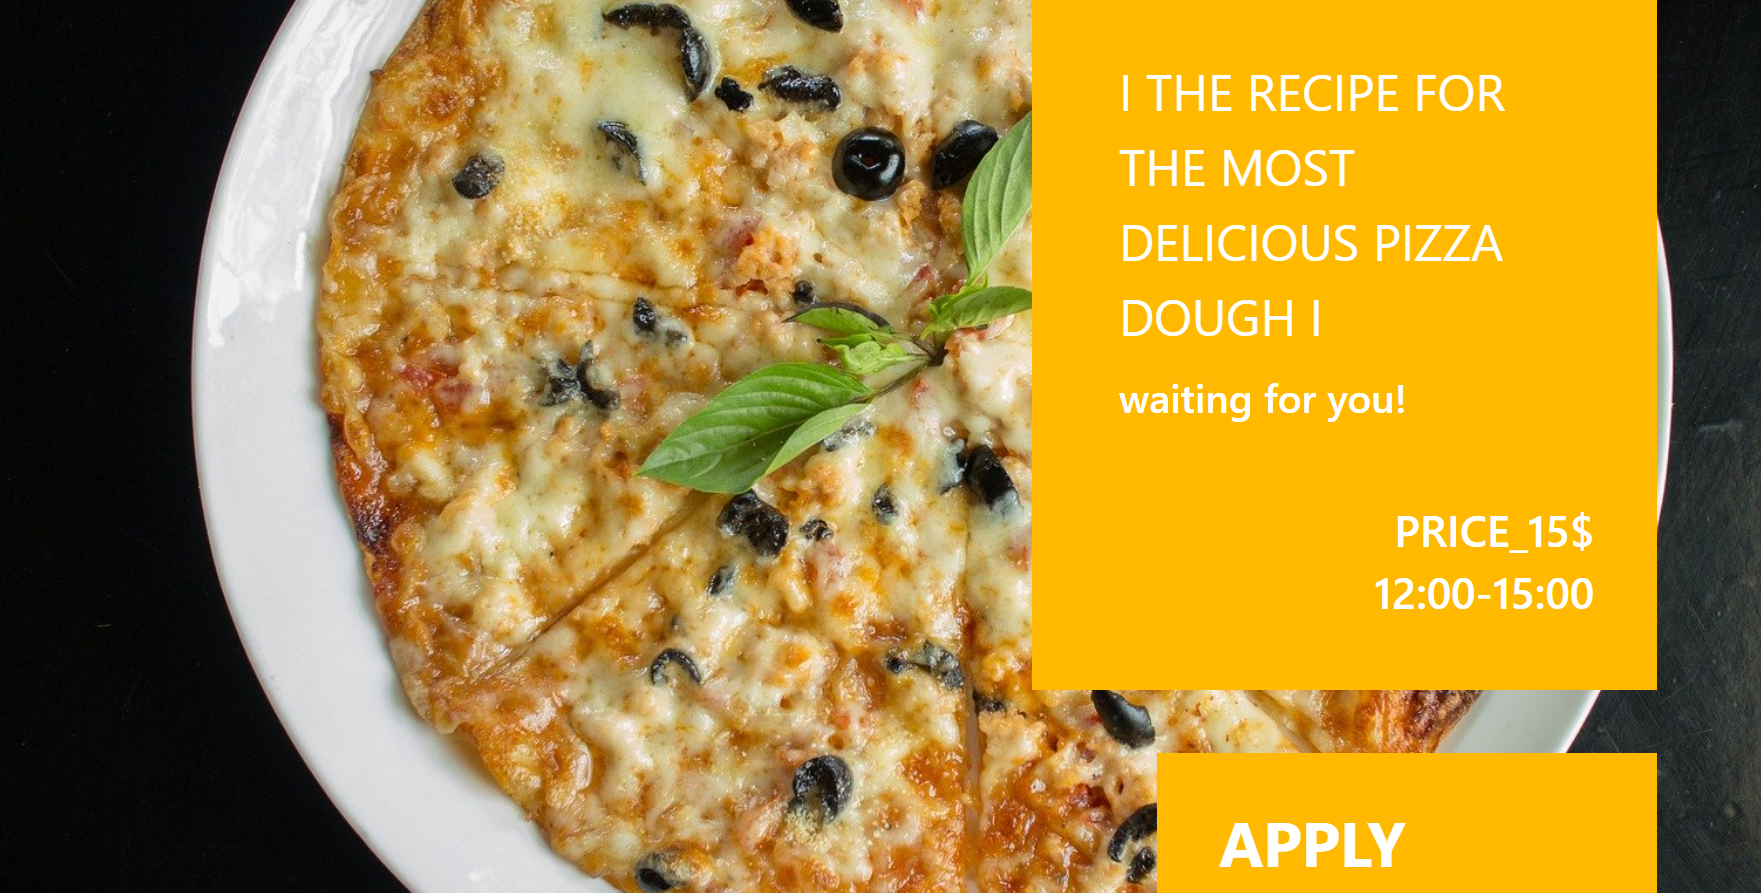 I THE RECIPE FOR
THE MOST
DELICIOUS PIZZA
DOUGH I
waiting for you!
PRICE_15$
12:00-15:00
APPLY